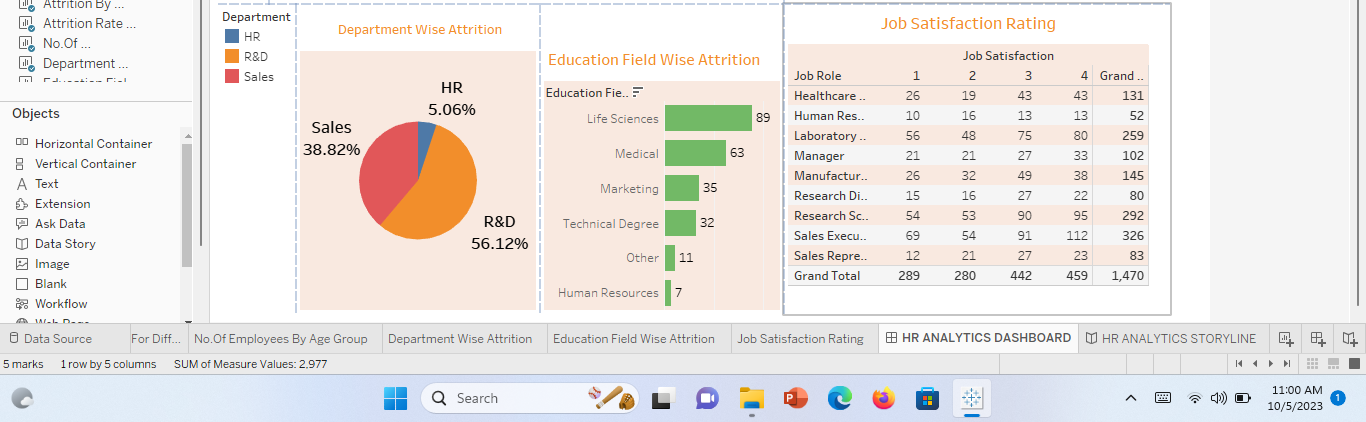 Attrition By ...
Attrition Rate ...
No.Of ...
Department ...
Objects
Horizontal Container
Vertical Container
Text
Extension
Ask Data
Data Story
Image
Blank
Workflow
Department
HR
R&D
Sales
Department Wise Attrition
HR
5.06%
Sales
38.82%
R&D
56.12%
Education Field Wise Attrition
Education Fie..
Life Sciences 89
Medical 63
Marketing 35
Technical Degree 32
Other 11
Human Resources 7
Job Satisfaction Rating
Job Satisfaction
Job Role 1 2 3 4 Grand ..
Healthcare .. 26 19 43 43 131
Human Res.. 10 16 13 13 52
Laboratory .. 56 48 75 80 259
Manager 21 21 27 33 102
Manufactur.. 26 32 49 38 145
Research Di.. 15 16 27 22 80
Research Sc.. 54 53 90 95 292
Sales Execu.. 69 54 91 112 326
Sales Repre.. 12 21 27 23 83
Grand Total 289 280 442 459 1,470
Data Source For Diff... No.Of Employees By Age Group Department Wise Attrition Education Field Wise Attrition Job Satisfaction Rating HR ANALYTICS DASHBOARD HR ANALYTICS STORYLINE
5 marks 1 row by 5 columns SUM of Measure Values: 2,977
Search
11:00 AM
10/5/2023
1